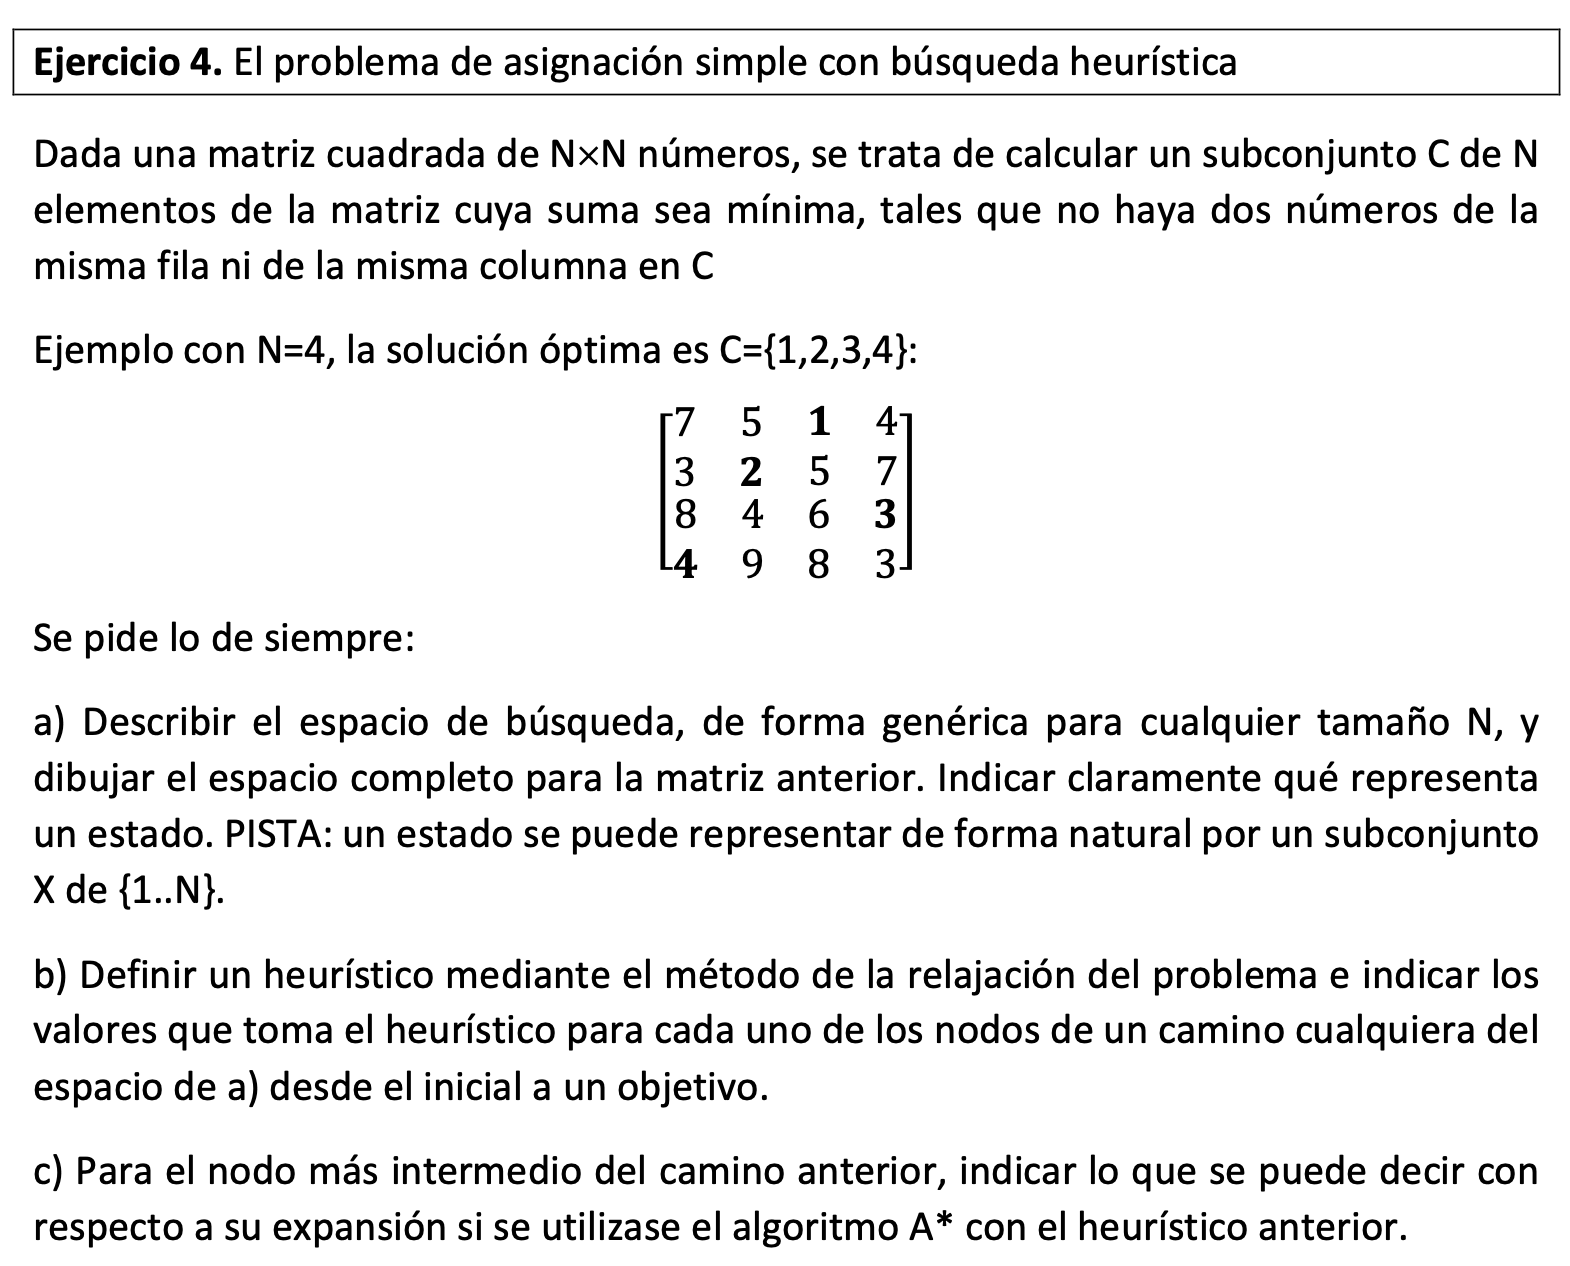 Ejercicio 4. El problema de asignación simple con búsqueda heurística
Dada una matriz cuadrada de N×N números, se trata de calcular un subconjunto C de N
elementos de la matriz cuya suma sea mínima, tales que no haya dos números de la
misma fila ni de la misma columna en C
Ejemplo con N=4, la solución óptima es C={1,2,3,4}:
7 5 1 4
3 2 5 7
8 4 6 3
4 9 8 3
Se pide lo de siempre:
a) Describir el espacio de búsqueda, de forma genérica para cualquier tamaño N, y
dibujar el espacio completo para la matriz anterior. Indicar claramente qué representa
un estado. PISTA: un estado se puede representar de forma natural por un subconjunto
X de {1..N}.
b) Definir un heurístico mediante el método de la relajación del problema e indicar los
valores que toma el heurístico para cada uno de los nodos de un camino cualquiera del
espacio de a) desde el inicial a un objetivo.
c) Para el nodo más intermedio del camino anterior, indicar lo que se puede decir con
respecto a su expansión si se utilizase el algoritmo A* con el heurístico anterior.